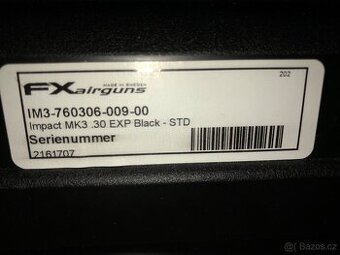 MADE IN SWEDEN
FX airguns
202
IM3-760306-009-00
Impact MK3 .30 EXP Black - STD
Serienummer
2161707
Bazoš.cz